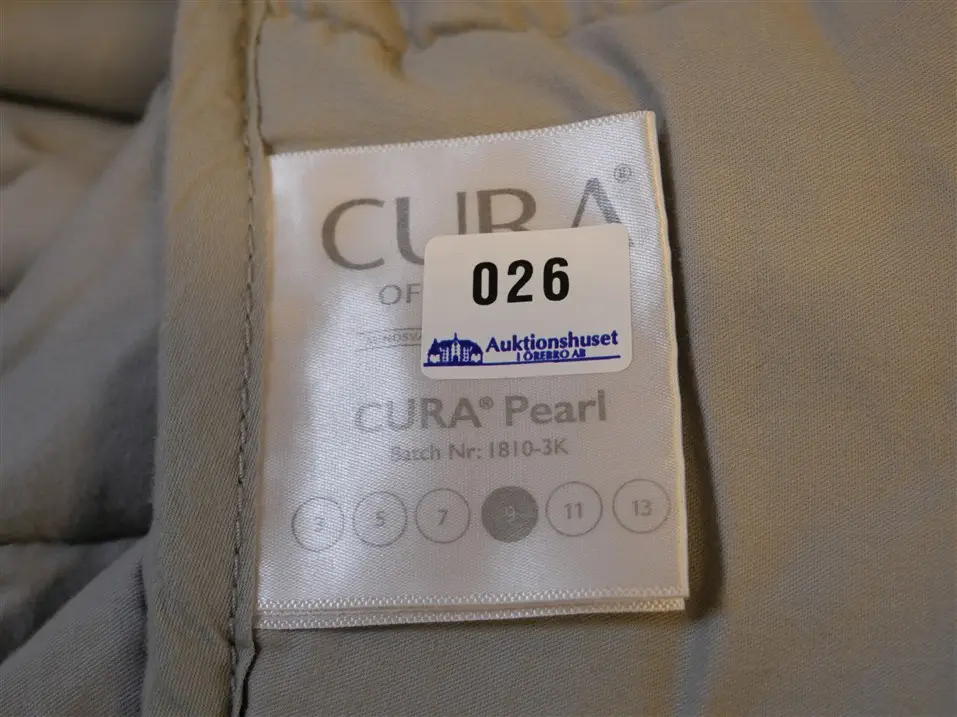 CURA®
OF
026
Auktionshuset
I ÖREBRO AB
CURA® Pearl
Batch Nr: 1810-3K
3 5 7 9 11 13